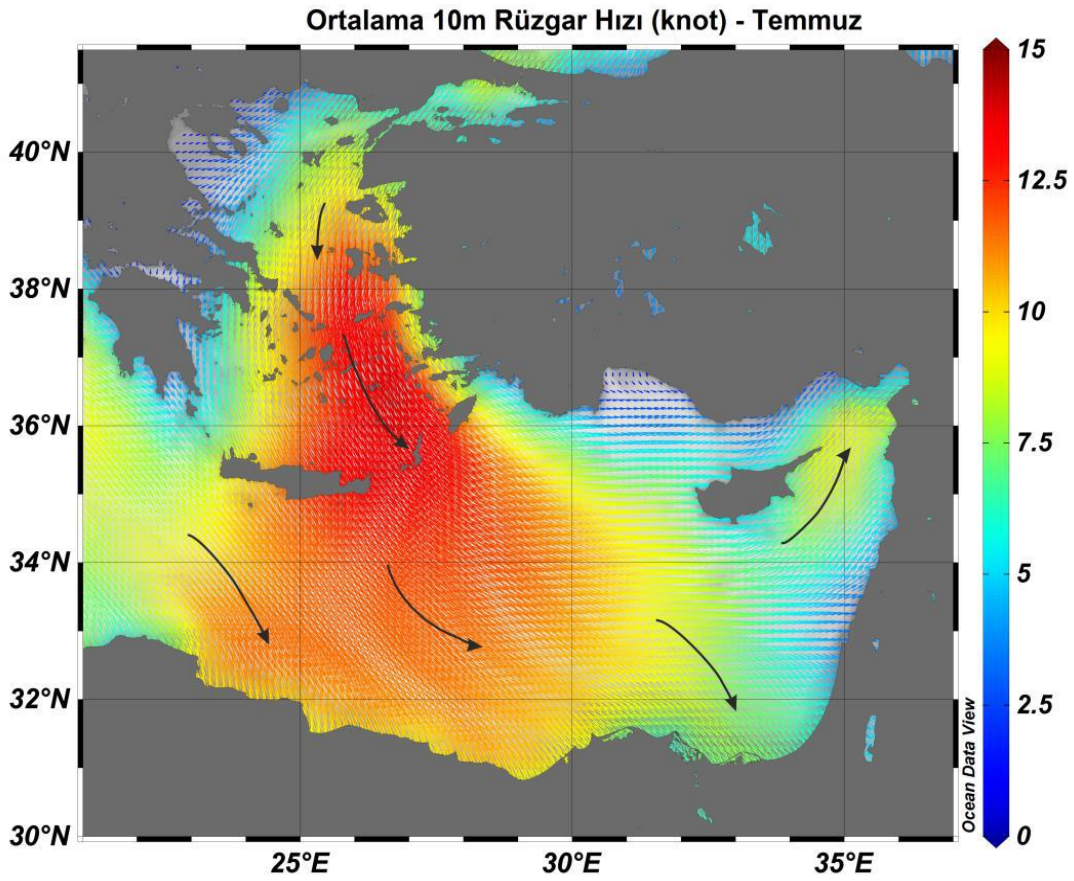 Ortalama 10m Rüzgar Hızı (knot) - Temmuz
15
12.5
10
7.5
5
2.5
0
40°N
38°N
36°N
34°N
32°N
30°N
25°E
30°E
35°E
Ocean Data View